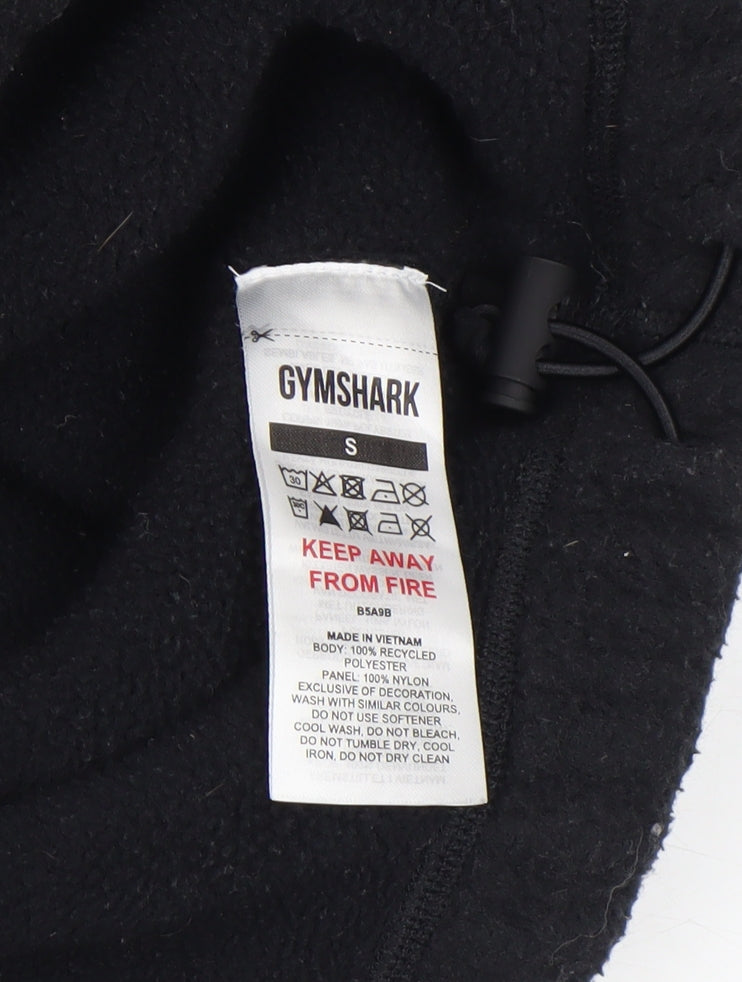 GYMSHARK
S
30
30C
KEEP AWAY
FROM FIRE
B5A9B
MADE IN VIETNAM
BODY: 100% RECYCLED
POLYESTER
PANEL: 100% NYLON
EXCLUSIVE OF DECORATION,
WASH WITH SIMILAR COLOURS,
DO NOT USE SOFTENER
COOL WASH, DO NOT BLEACH,
DO NOT TUMBLE DRY, COOL
IRON, DO NOT DRY CLEAN